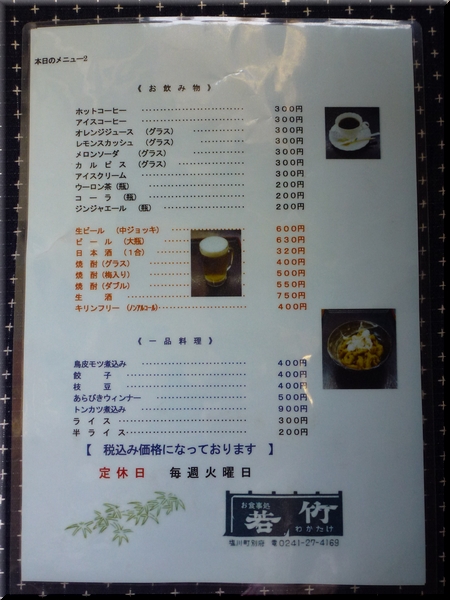 本日のメニュー2
《 お 飲 み 物 》
ホットコーヒー ………………………… 300円
アイスコーヒー ………………………… 300円
オレンジジュース (グラス) …………… 300円
レモンスカッシュ (グラス) …………… 300円
メロンソーダ (グラス) ………………… 300円
カ ル ピ ス (グラス) ………………… 300円
アイスクリーム ………………………… 300円
ウーロン茶(瓶) ………………………… 200円
コ ー ラ (瓶) ………………………… 200円
ジンジャエール (瓶) …………………… 200円
生ビール (中ジョッキ) ………………… 600円
ビ ー ル (大瓶) ……………………… 630円
日 本 酒 (1合) ……………………… 320円
焼 酎(グラス) ………………………… 400円
焼 酎(梅入り) ………………………… 500円
焼 酎(ダブル) ………………………… 550円
生 酒 ………………………… 750円
キリンフリー (ノンアルコール) ………… 400円
《 一 品 料 理 》
鳥皮モツ煮込み ………………………… 400円
餃 子 ………………………… 400円
枝 豆 ………………………… 400円
あらびきウィンナー …………………… 500円
トンカツ煮込み ………………………… 900円
ラ イ ス ………………………… 300円
半 ラ イ ス ………………………… 200円
【 税込み価格になっております 】
定 休 日 毎 週 火 曜 日
お食事処
若竹
わかたけ
塩川町別府 ☎0241-27-4169